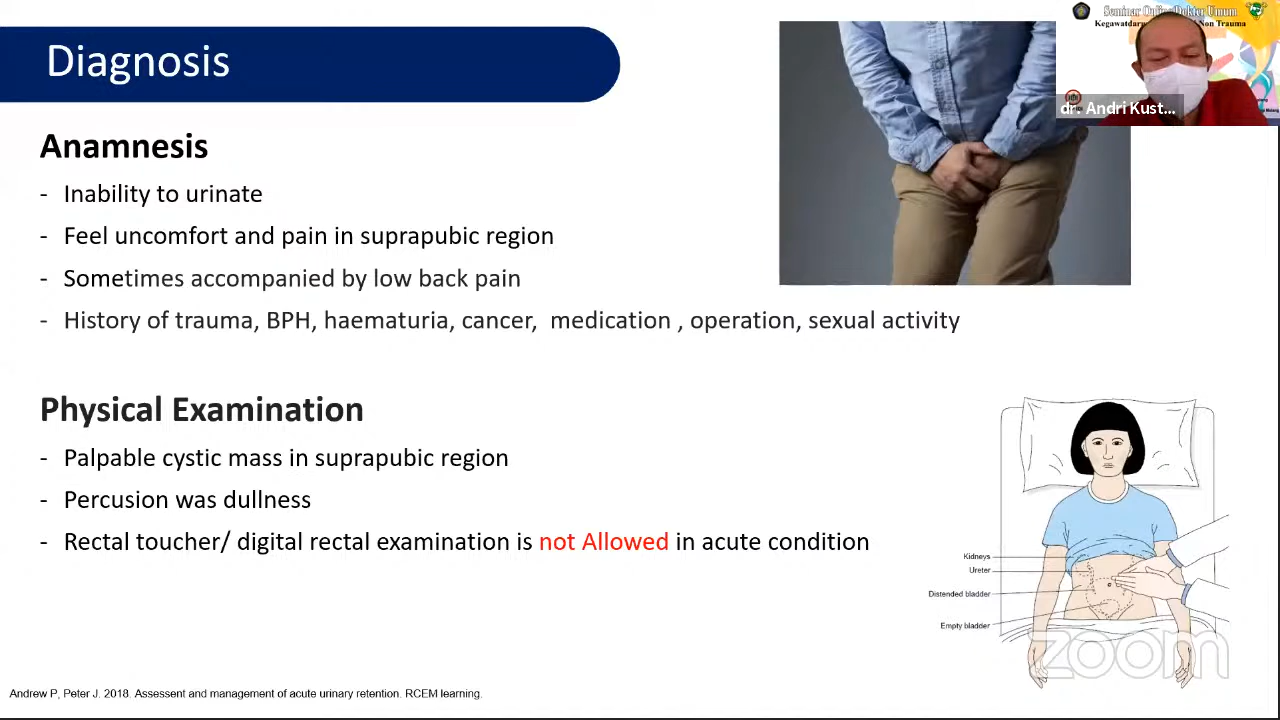 Diagnosis
Anamnesis
- Inability to urinate
- Feel uncomfort and pain in suprapubic region
- Sometimes accompanied by low back pain
- History of trauma, BPH, haematuria, cancer, medication , operation, sexual activity
Physical Examination
- Palpable cystic mass in suprapubic region
- Percusion was dullness
- Rectal toucher/ digital rectal examination is not Allowed in acute condition
Andrew P, Peter J. 2018. Assessent and management of acute urinary retention. RCEM learning.
Seminar Online Dokter Umum
Non Trauma
dr. Andri Kust...
Kidneys
Ureter
Distended bladder
Empty bladder
zoom